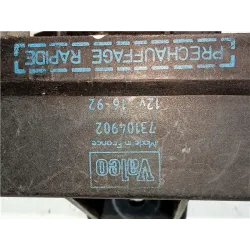 PRECHAUFFAGE RAPIDE
12v 16-92
73104902
Made in France
Valeo